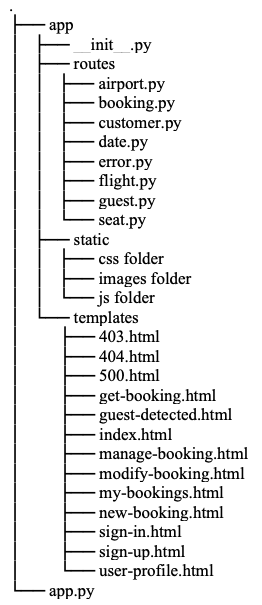 .
app
__init__.py
routes
airport.py
booking.py
customer.py
date.py
error.py
flight.py
guest.py
seat.py
static
css folder
images folder
js folder
templates
403.html
404.html
500.html
get-booking.html
guest-detected.html
index.html
manage-booking.html
modify-booking.html
my-bookings.html
new-booking.html
sign-in.html
sign-up.html
user-profile.html
app.py